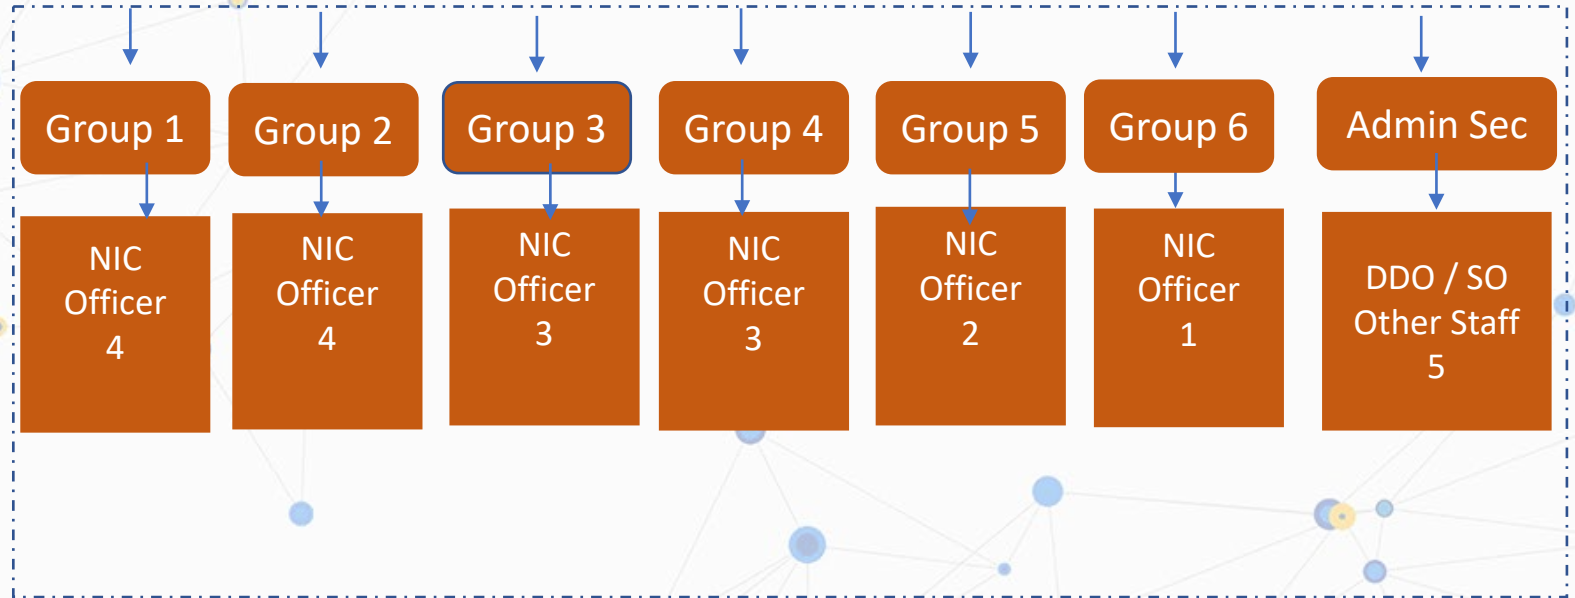 Group 1
Group 2
Group 3
Group 4
Group 5
Group 6
Admin Sec
NIC
Officer
4
NIC
Officer
4
NIC
Officer
3
NIC
Officer
3
NIC
Officer
2
NIC
Officer
1
DDO / SO
Other Staff
5